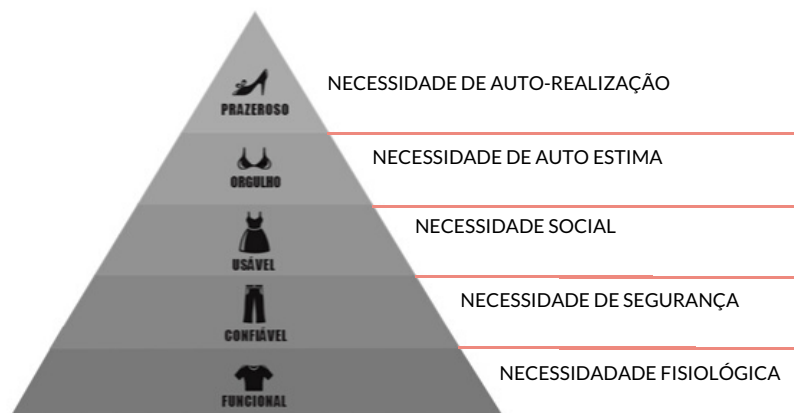 NECESSIDADE DE AUTO-REALIZAÇÃO
PRAZEROSO
NECESSIDADE DE AUTO ESTIMA
ORGULHO
NECESSIDADE SOCIAL
USÁVEL
NECESSIDADE DE SEGURANÇA
CONFIÁVEL
NECESSIDADADE FISIOLÓGICA
FUNCIONAL